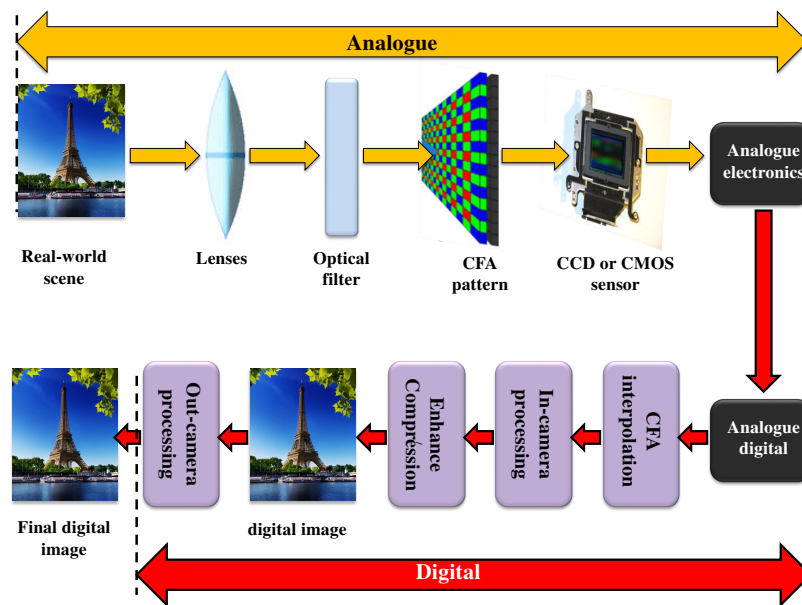 Analogue
Real-world
scene
Lenses
Optical
filter
CFA
pattern
CCD or CMOS
sensor
Analogue
electronics
Analogue
digital
CFA
interpolation
In-camera
processing
Enhance
Compréssion
digital image
Out-camera
processing
Final digital
image
Digital